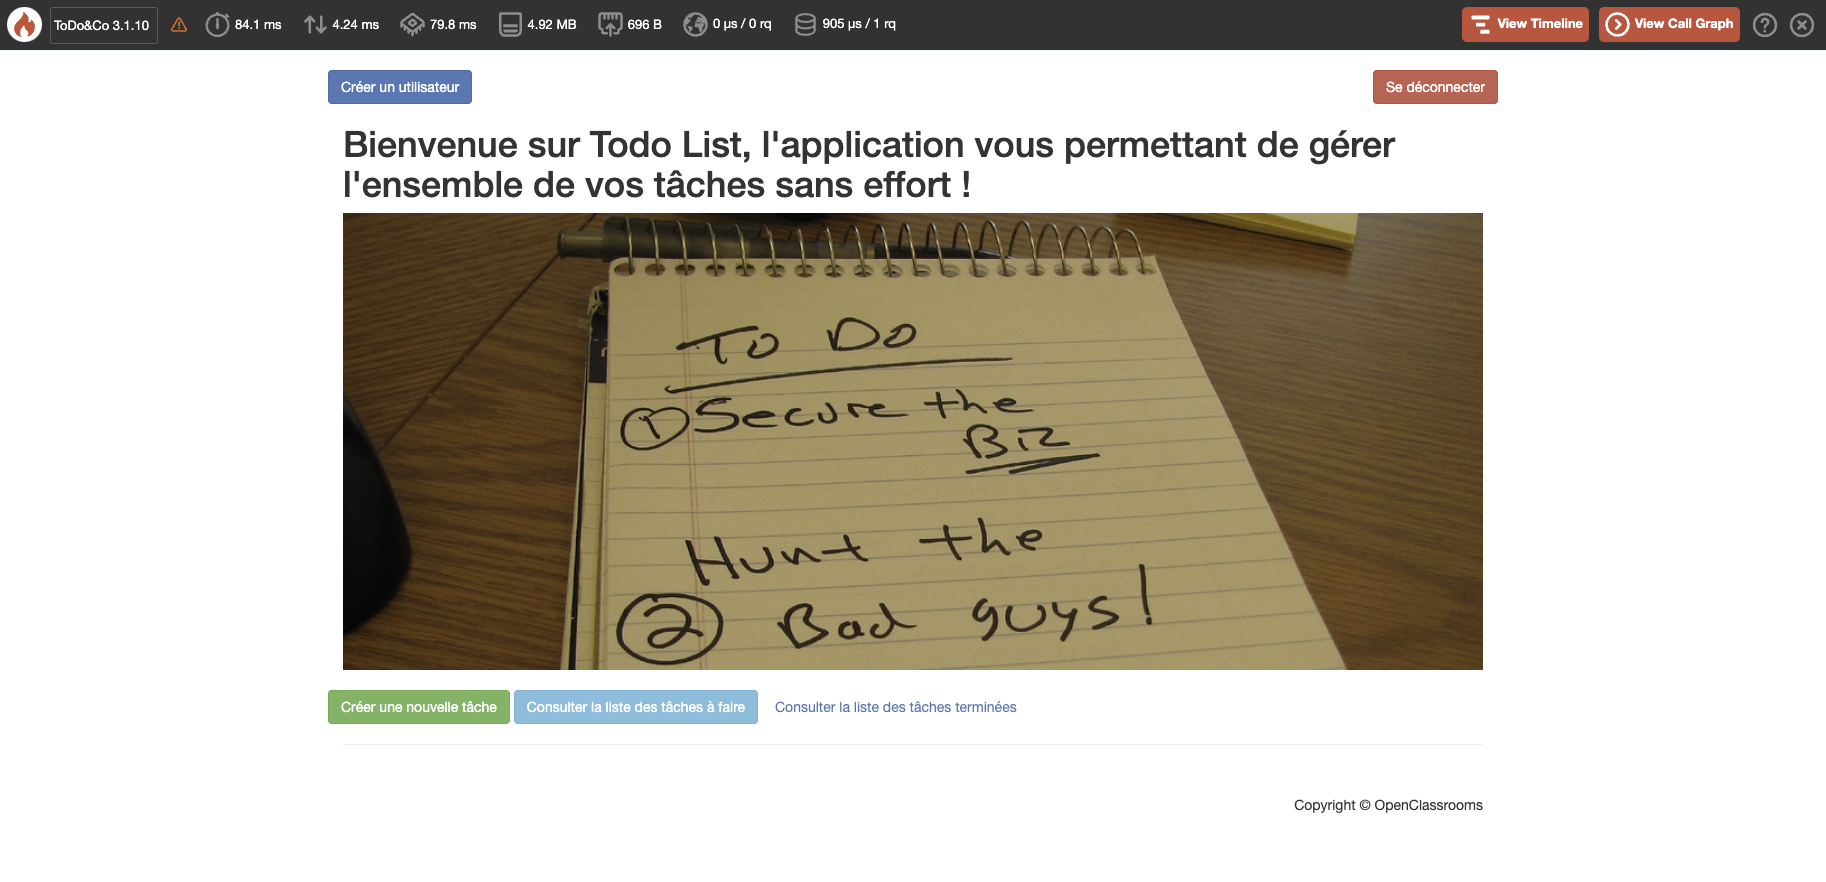 ToDo&Co 3.1.10 84.1 ms 4.24 ms 79.8 ms 4.92 MB 696 B 0 µs / 0 rq 905 µs / 1 rq View Timeline View Call Graph
Créer un utilisateur Se déconnecter
Bienvenue sur Todo List, l'application vous permettant de gérer
l'ensemble de vos tâches sans effort !
To Do
1 Secure the
Biz
Hunt the
2 Bad guys!
Créer une nouvelle tâche Consulter la liste des tâches à faire Consulter la liste des tâches terminées
Copyright © OpenClassrooms